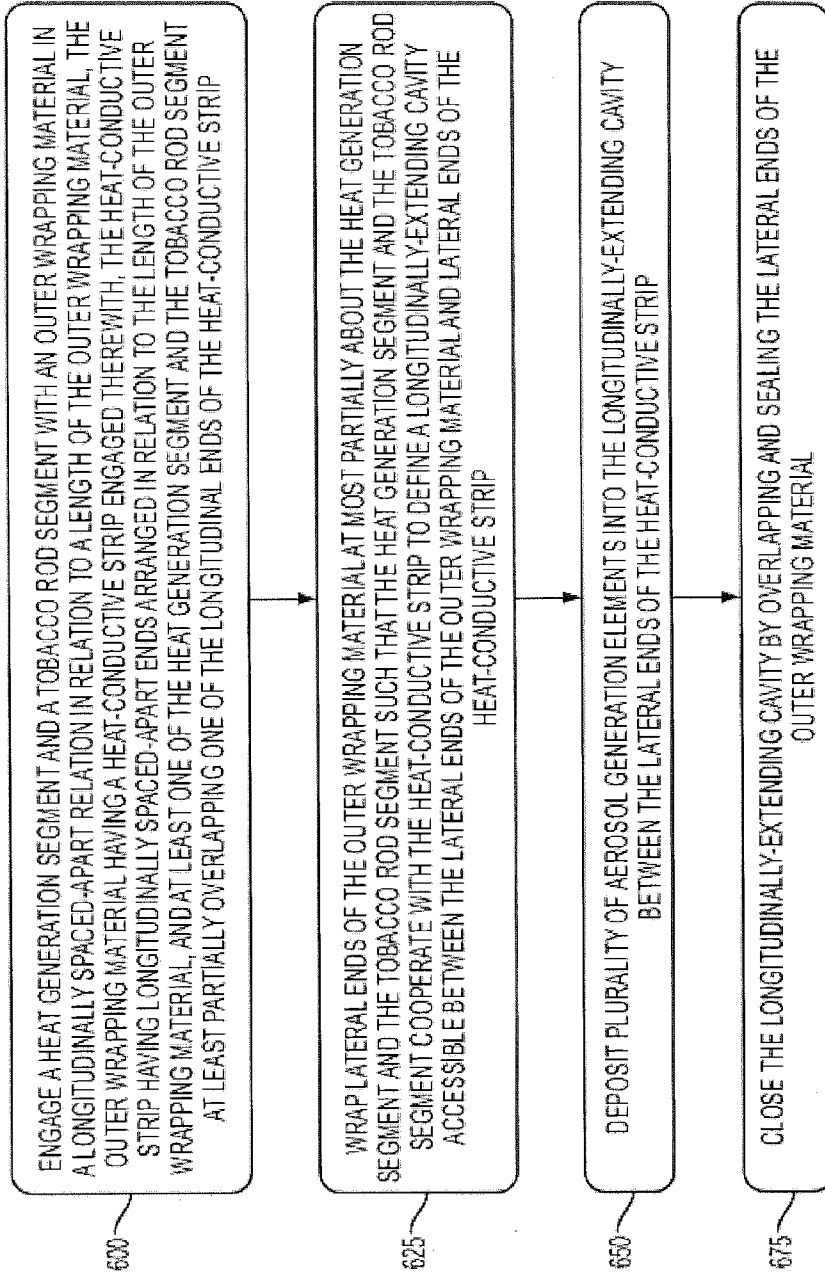 ENGAGE A HEAT GENERATION SEGMENT AND A TOBACCO ROD SEGMENT WITH AN OUTER WRAPPING MATERIAL IN
A LONGITUDINALLY SPACED-APART RELATION IN RELATION TO A LENGTH OF THE OUTER WRAPPING MATERIAL, THE
OUTER WRAPPING MATERIAL HAVING A HEAT-CONDUCTIVE STRIP ENGAGED THEREWITH, THE HEAT-CONDUCTIVE
STRIP HAVING LONGITUDINALLY SPACED-APART ENDS ARRANGED IN RELATION TO THE LENGTH OF THE OUTER
WRAPPING MATERIAL, AND AT LEAST ONE OF THE HEAT GENERATION SEGMENT AND THE TOBACCO ROD SEGMENT
AT LEAST PARTIALLY OVERLAPPING ONE OF THE LONGITUDINAL ENDS OF THE HEAT-CONDUCTIVE STRIP
600
WRAP LATERAL ENDS OF THE OUTER WRAPPING MATERIAL AT MOST PARTIALLY ABOUT THE HEAT GENERATION
SEGMENT AND THE TOBACCO ROD SEGMENT SUCH THAT THE HEAT GENERATION SEGMENT AND THE TOBACCO ROD
SEGMENT COOPERATE WITH THE HEAT-CONDUCTIVE STRIP TO DEFINE A LONGITUDINALLY-EXTENDING CAVITY
ACCESSIBLE BETWEEN THE LATERAL ENDS OF THE OUTER WRAPPING MATERIAL AND LATERAL ENDS OF THE
HEAT-CONDUCTIVE STRIP
625
DEPOSIT PLURALITY OF AEROSOL GENERATION ELEMENTS INTO THE LONGITUDINALLY-EXTENDING CAVITY
BETWEEN THE LATERAL ENDS OF THE HEAT-CONDUCTIVE STRIP
650
CLOSE THE LONGITUDINALLY-EXTENDING CAVITY BY OVERLAPPING AND SEALING THE LATERAL ENDS OF THE
OUTER WRAPPING MATERIAL
675